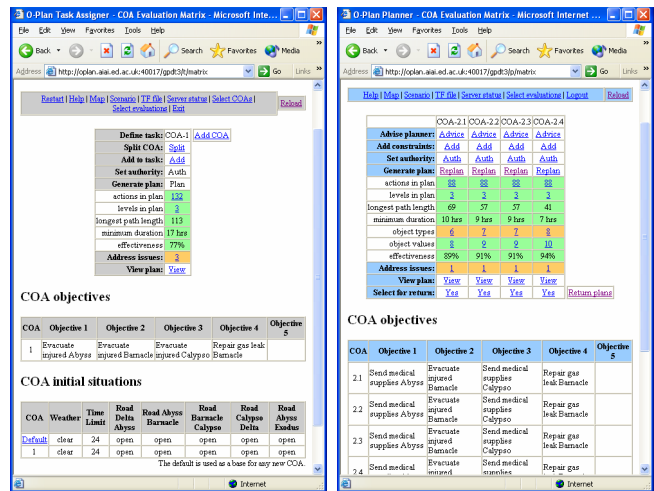 O-Plan Task Assigner - COA Evaluation Matrix - Microsoft Inte...
File Edit View Favorites Tools Help
Back Search Favorites Media
Address http://oplan.aiai.ed.ac.uk:40017/gpdt3/t/matrix Go Links
Restart | Help | Map | Scenario | TF file | Server status | Select COAs |
Select evaluations | Exit
Reload
Define task: COA-1 Add COA
Split COA: Split
Add to task: Add
Set authority: Auth
Generate plan: Plan
actions in plan 132
levels in plan 3
longest path length 113
minimum duration 17 hrs
effectiveness 77%
Address issues: 3
View plan: View
COA objectives
COA Objective 1 Objective 2 Objective 3 Objective 4 Objective 5
1 Evacuate injured Abyss Evacuate injured Barnacle Evacuate injured Calypso Repair gas leak Barnacle
COA initial situations
COA Weather Time Limit Road Delta Abyss Road Abyss Barnacle Road Barnacle Calypso Road Calypso Delta Road Abyss Exodus
Default clear 24 open open open open open
1 clear 24 open open open open open
The default is used as a base for any new COA.
Internet
O-Plan Planner - COA Evaluation Matrix - Microsoft Internet ...
File Edit View Favorites Tools Help
Back Search Favorites Media
Address http://oplan.aiai.ed.ac.uk:40017/gpdt3/p/matrix Go Links
Help | Map | Scenario | TF file | Server status | Select evaluations | Logout Reload
COA-2.1 COA-2.2 COA-2.3 COA-2.4
Advise planner: Advice Advice Advice Advice
Add constraints: Add Add Add Add
Set authority: Auth Auth Auth Auth
Generate plan: Replan Replan Replan Replan
actions in plan 88 88 88 88
levels in plan 3 3 3 3
longest path length 69 57 57 41
minimum duration 10 hrs 9 hrs 9 hrs 7 hrs
object types 6 7 7 8
object values 8 9 9 10
effectiveness 89% 91% 91% 94%
Address issues: 1 1 1 1
View plan: View View View View
Select for return: Yes Yes Yes Yes Return plans
COA objectives
COA Objective 1 Objective 2 Objective 3 Objective 4 Objective 5
2.1 Send medical supplies Abyss Evacuate injured Barnacle Send medical supplies Calypso Repair gas leak Barnacle
2.2 Send medical supplies Abyss Evacuate injured Barnacle Send medical supplies Calypso Repair gas leak Barnacle
2.3 Send medical supplies Abyss Evacuate injured Barnacle Send medical supplies Calypso Repair gas leak Barnacle
2.4 Send medical supplies Abyss Evacuate injured Send medical supplies Repair gas
Internet